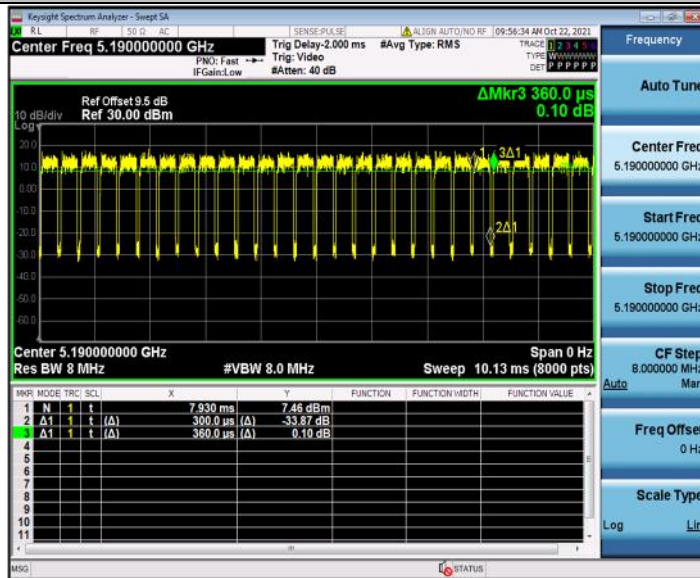 Keysight Spectrum Analyzer - Swept SA
RL RF 50 Ω AC SENSE:PULSE ALIGN AUTO/NO RF 09:56:34 AM Oct 22, 2021
Center Freq 5.190000000 GHz
Trig Delay-2.000 ms #Avg Type: RMS
PNO: Fast Trig: Video
IFGain:Low #Atten: 40 dB
TRACE 1 2 3 4 5 6
TYPE WWWWWW
DET P P P P P P
Ref Offset 9.5 dB
10 dB/div Ref 30.00 dBm
Log
ΔMkr3 360.0 µs
0.10 dB
20.0
10.0
0.00
-10.0
-20.0
-30.0
-40.0
-50.0
-60.0
1
3Δ1
2Δ1
Center 5.190000000 GHz Span 0 Hz
Res BW 8 MHz #VBW 8.0 MHz Sweep 10.13 ms (8000 pts)
MKR MODE TRC SCL X Y FUNCTION FUNCTION WIDTH FUNCTION VALUE
1 N 1 t 7.930 ms 7.46 dBm
2 Δ1 1 t (Δ) 300.0 µs (Δ) -33.87 dB
3 Δ1 1 t (Δ) 360.0 µs (Δ) 0.10 dB
4
5
6
7
8
9
10
11
MSG STATUS
Frequency
Auto Tune
Center Freq
5.190000000 GHz
Start Freq
5.190000000 GHz
Stop Freq
5.190000000 GHz
CF Step
8.000000 MHz
Auto Man
Freq Offset
0 Hz
Scale Type
Log Lin